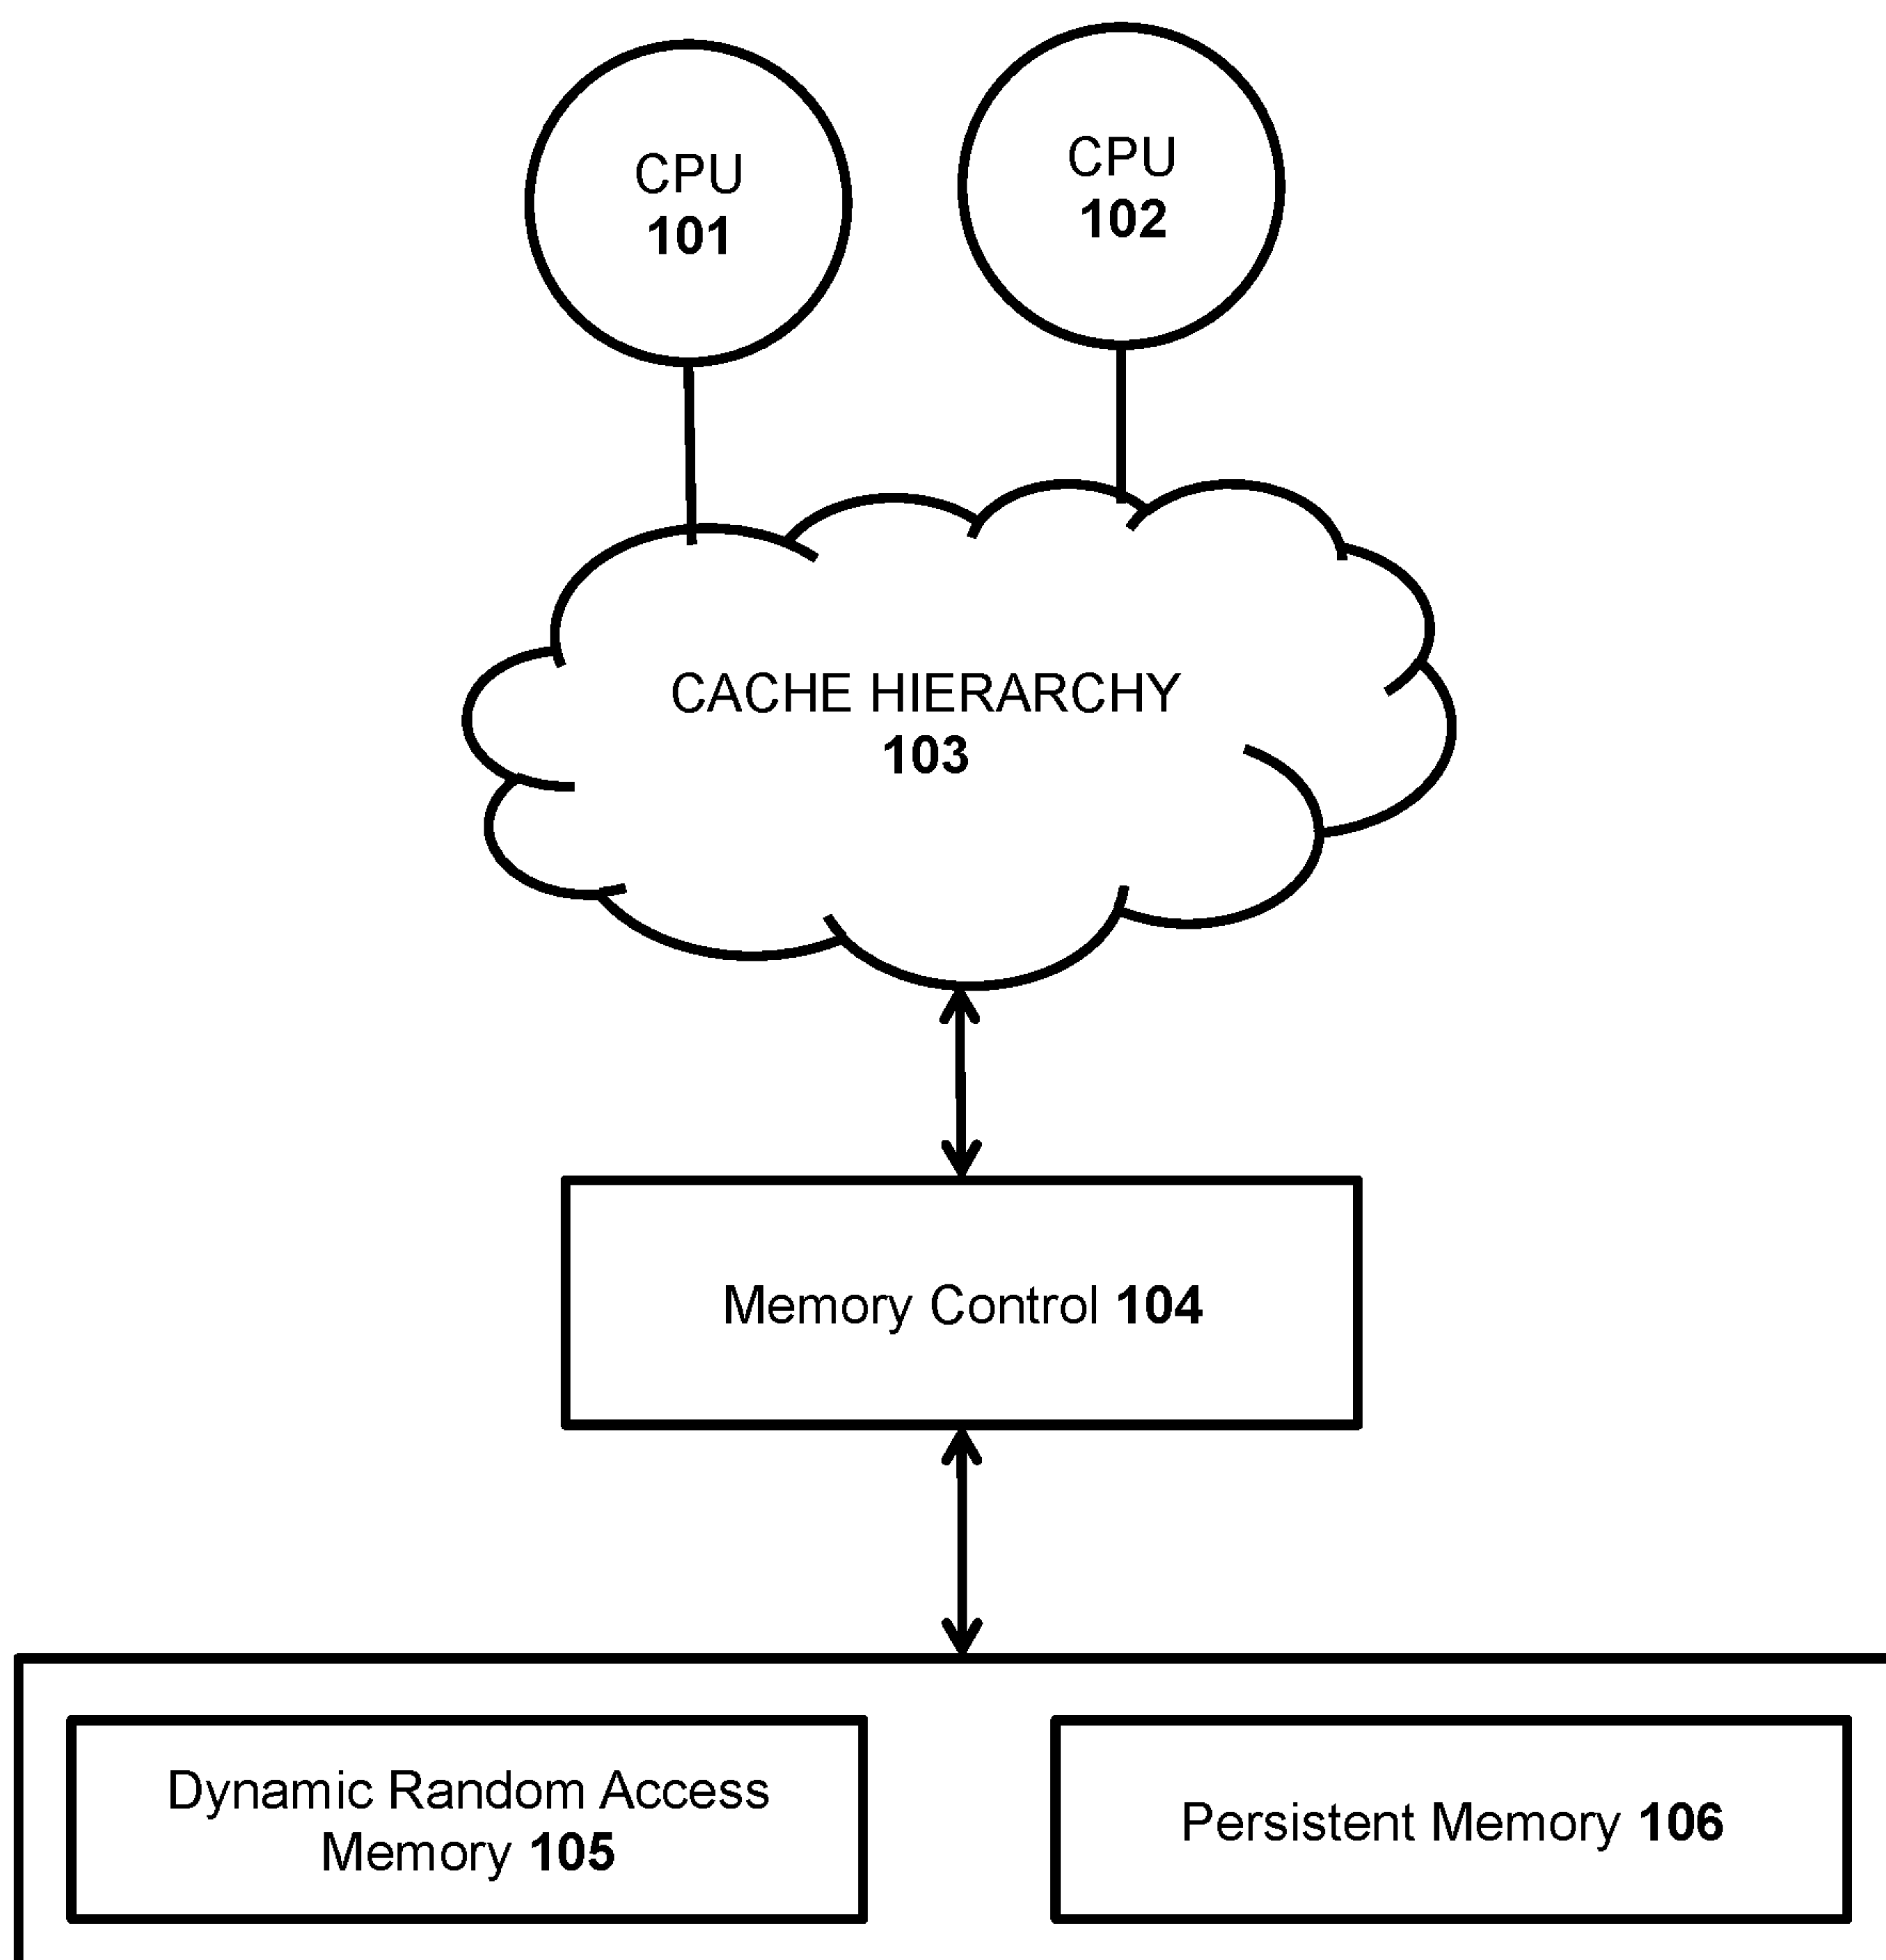 CPU
101
CPU
102
CACHE HIERARCHY
103
Memory Control 104
Dynamic Random Access
Memory 105
Persistent Memory 106